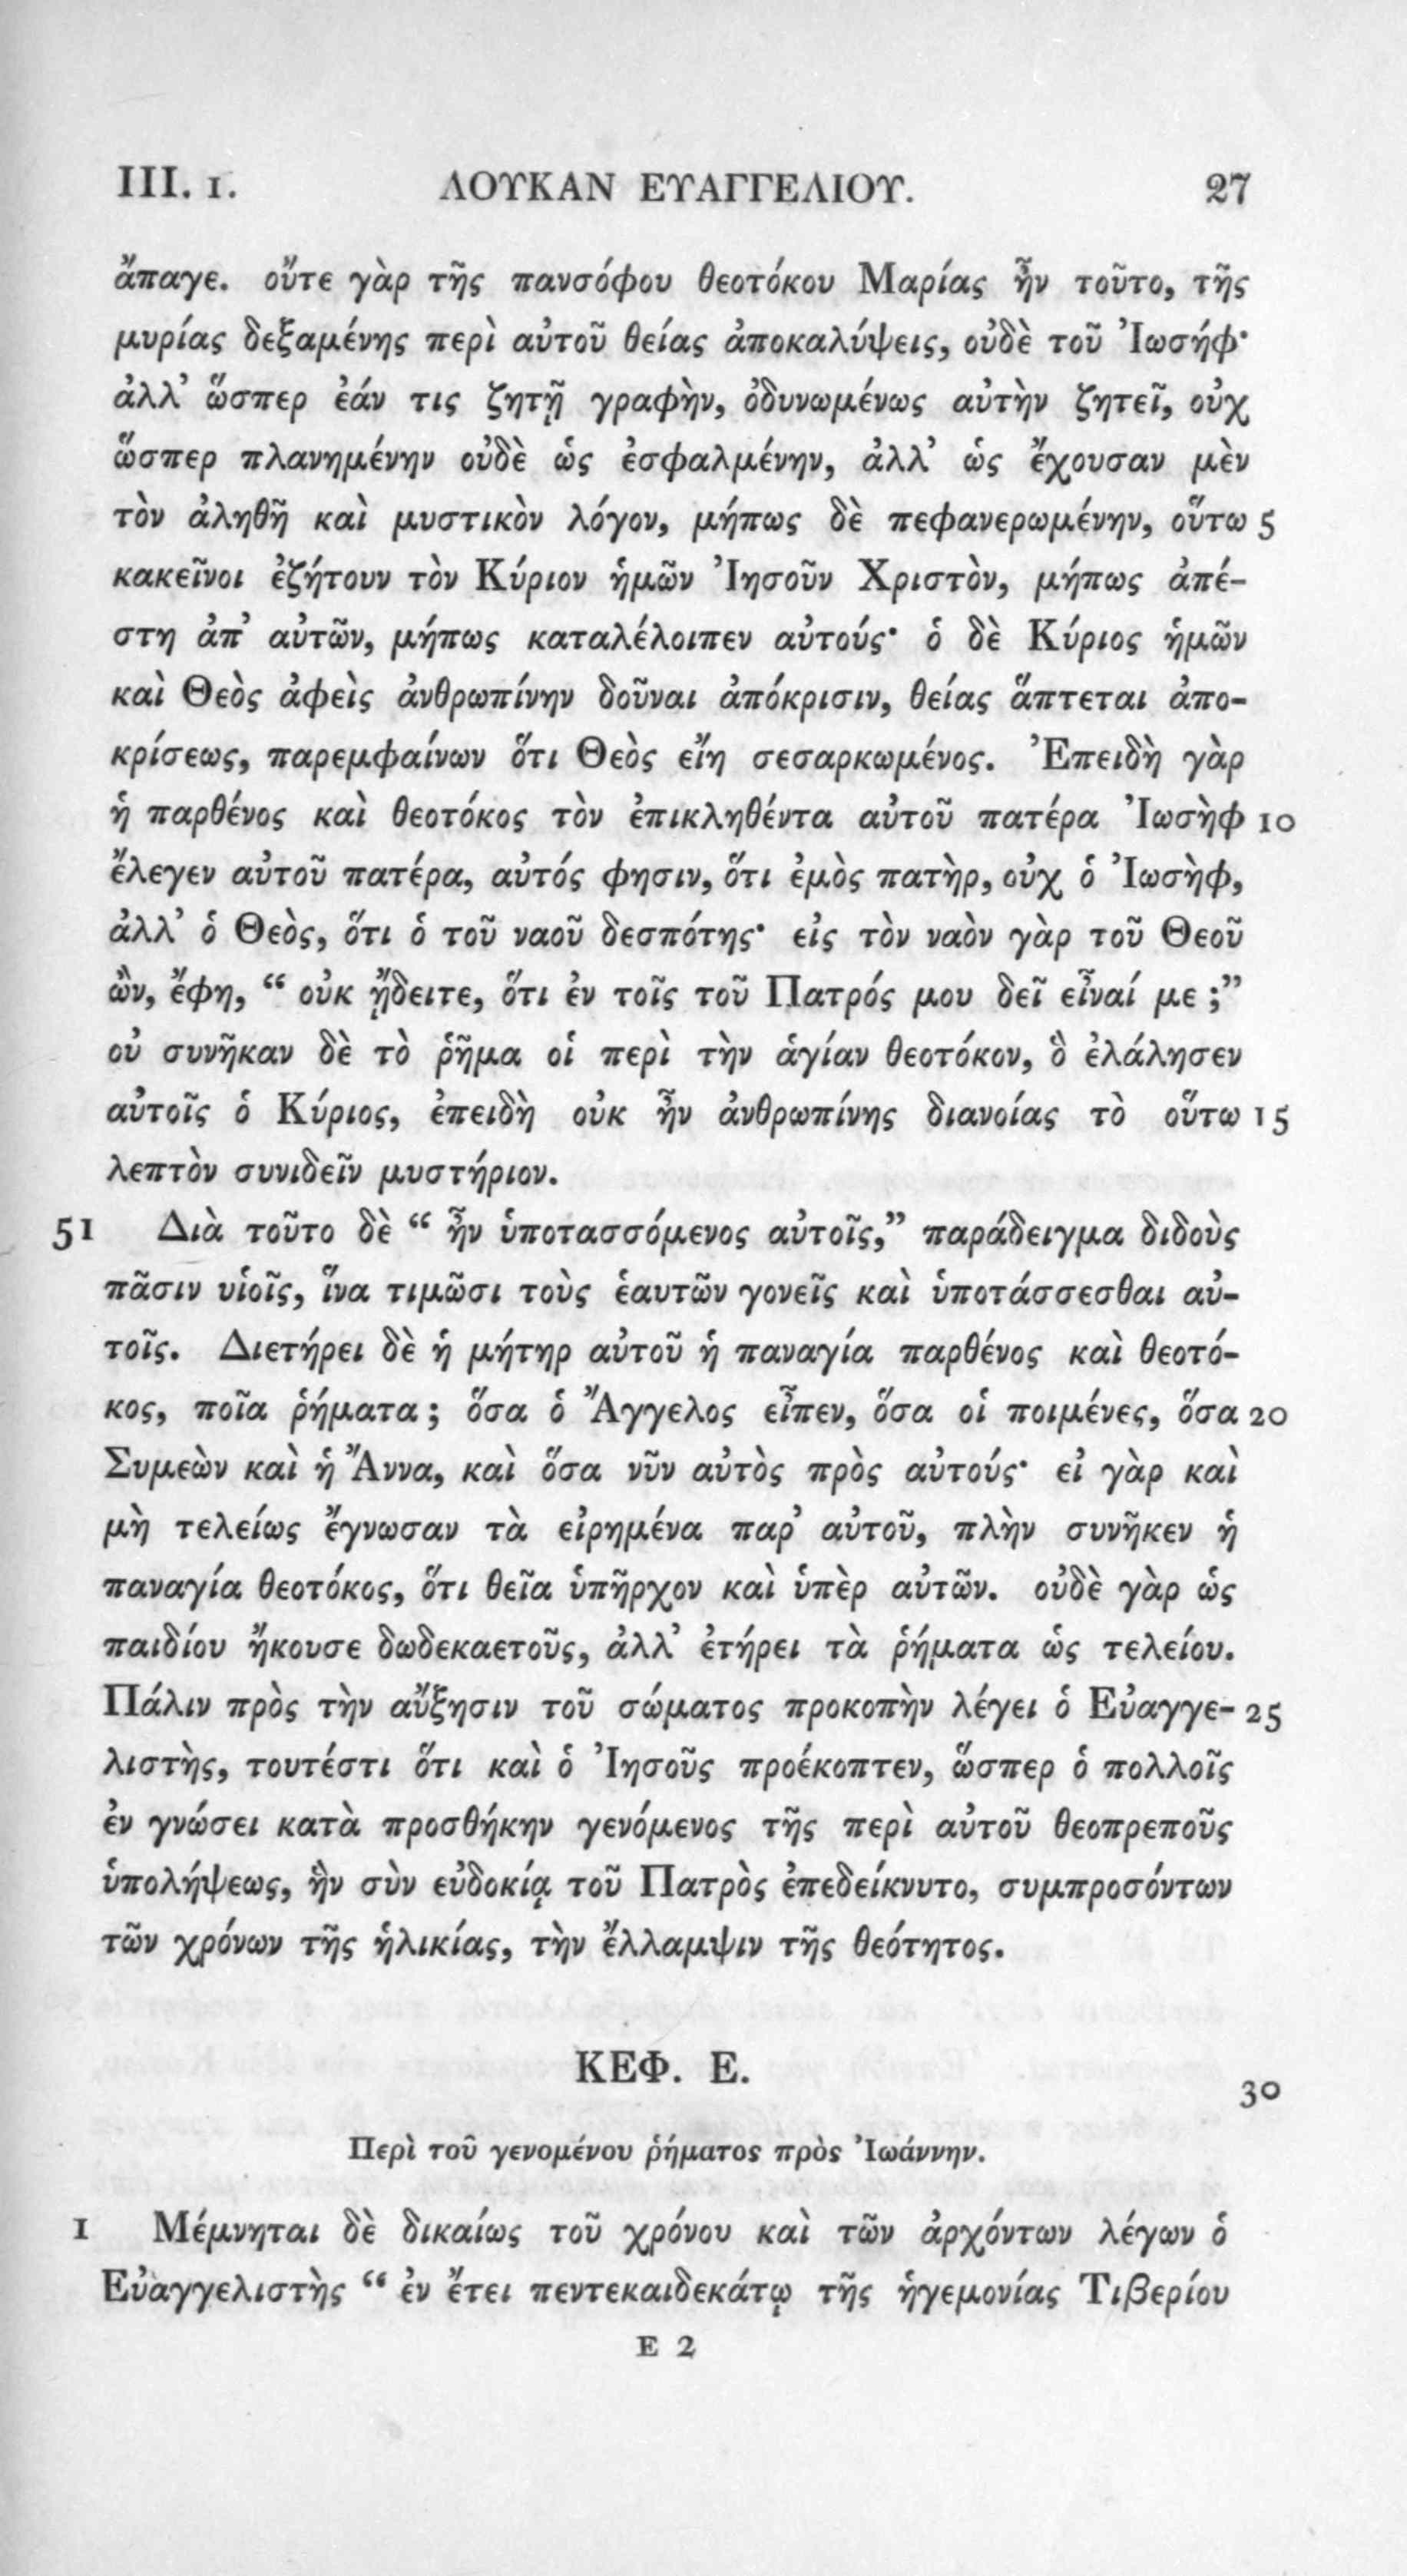 III. 1. ΛΟΥΚΑΝ ΕΥΑΓΓΕΛΙΟΥ. 27
ἄπαγε. οὔτε γὰρ τῆς πανσόφου θεοτόκου Μαρίας ἦν τοῦτο, τῆς
μυρίας δεξαμένης περὶ αὐτοῦ θείας ἀποκαλύψεις, οὐδὲ τοῦ Ἰωσήφ·
ἀλλ’ ὥσπερ ἐάν τις ζητῇ γραφὴν, ὀδυνωμένως αὐτὴν ζητεῖ, οὐχ
ὥσπερ πλανημένην οὐδὲ ὡς ἐσφαλμένην, ἀλλ’ ὡς ἔχουσαν μὲν
τὸν ἀληθῆ καὶ μυστικὸν λόγον, μήπως δὲ πεφανερωμένην, οὕτω 5
κακεῖνοι ἐζήτουν τὸν Κύριον ἡμῶν Ἰησοῦν Χριστὸν, μήπως ἀπέ-
στη ἀπ’ αὐτῶν, μήπως καταλέλοιπεν αὐτούς· ὁ δὲ Κύριος ἡμῶν
καὶ Θεὸς ἀφεὶς ἀνθρωπίνην δοῦναι ἀπόκρισιν, θείας ἅπτεται ἀπο-
κρίσεως, παρεμφαίνων ὅτι Θεὸς εἴη σεσαρκωμένος. Ἐπειδὴ γὰρ
ἡ παρθένος καὶ θεοτόκος τὸν ἐπικληθέντα αὐτοῦ πατέρα Ἰωσὴφ 10
ἔλεγεν αὐτοῦ πατέρα, αὐτός φησιν, ὅτι ἐμὸς πατὴρ, οὐχ ὁ Ἰωσὴφ,
ἀλλ’ ὁ Θεὸς, ὅτι ὁ τοῦ ναοῦ δεσπότης· εἰς τὸν ναὸν γὰρ τοῦ Θεοῦ
ὢν, ἔφη, “ οὐκ ᾔδειτε, ὅτι ἐν τοῖς τοῦ Πατρός μου δεῖ εἶναί με ;”
οὐ συνῆκαν δὲ τὸ ῥῆμα οἱ περὶ τὴν ἁγίαν θεοτόκον, ὃ ἐλάλησεν
αὐτοῖς ὁ Κύριος, ἐπειδὴ οὐκ ἦν ἀνθρωπίνης διανοίας τὸ οὕτω 15
λεπτὸν συνιδεῖν μυστήριον.
51 Διὰ τοῦτο δὲ “ ἦν ὑποτασσόμενος αὐτοῖς,” παράδειγμα διδοὺς
πᾶσιν υἱοῖς, ἵνα τιμῶσι τοὺς ἑαυτῶν γονεῖς καὶ ὑποτάσσεσθαι αὐ-
τοῖς. Διετήρει δὲ ἡ μήτηρ αὐτοῦ ἡ παναγία παρθένος καὶ θεοτό-
κος, ποῖα ῥήματα ; ὅσα ὁ Ἄγγελος εἶπεν, ὅσα οἱ ποιμένες, ὅσα 20
Συμεὼν καὶ ἡ Ἄννα, καὶ ὅσα νῦν αὐτὸς πρὸς αὐτούς· εἰ γὰρ καὶ
μὴ τελείως ἔγνωσαν τὰ εἰρημένα παρ’ αὐτοῦ, πλὴν συνῆκεν ἡ
παναγία θεοτόκος, ὅτι θεῖα ὑπῆρχον καὶ ὑπὲρ αὐτῶν. οὐδὲ γὰρ ὡς
παιδίου ἤκουσε δωδεκαετοῦς, ἀλλ’ ἐτήρει τὰ ῥήματα ὡς τελείου.
Πάλιν πρὸς τὴν αὔξησιν τοῦ σώματος προκοπὴν λέγει ὁ Εὐαγγε- 25
λιστὴς, τουτέστι ὅτι καὶ ὁ Ἰησοῦς προέκοπτεν, ὥσπερ ὁ πολλοῖς
ἐν γνώσει κατὰ προσθήκην γενόμενος τῆς περὶ αὐτοῦ θεοπρεποῦς
ὑπολήψεως, ἣν σὺν εὐδοκίᾳ τοῦ Πατρὸς ἐπεδείκνυτο, συμπροσόντων
τῶν χρόνων τῆς ἡλικίας, τὴν ἔλλαμψιν τῆς θεότητος.
ΚΕΦ. Ε.
30
Περὶ τοῦ γενομένου ῥήματος πρὸς Ἰωάννην.
1 Μέμνηται δὲ δικαίως τοῦ χρόνου καὶ τῶν ἀρχόντων λέγων ὁ
Εὐαγγελιστὴς “ ἐν ἔτει πεντεκαιδεκάτῳ τῆς ἡγεμονίας Τιβερίου
E 2